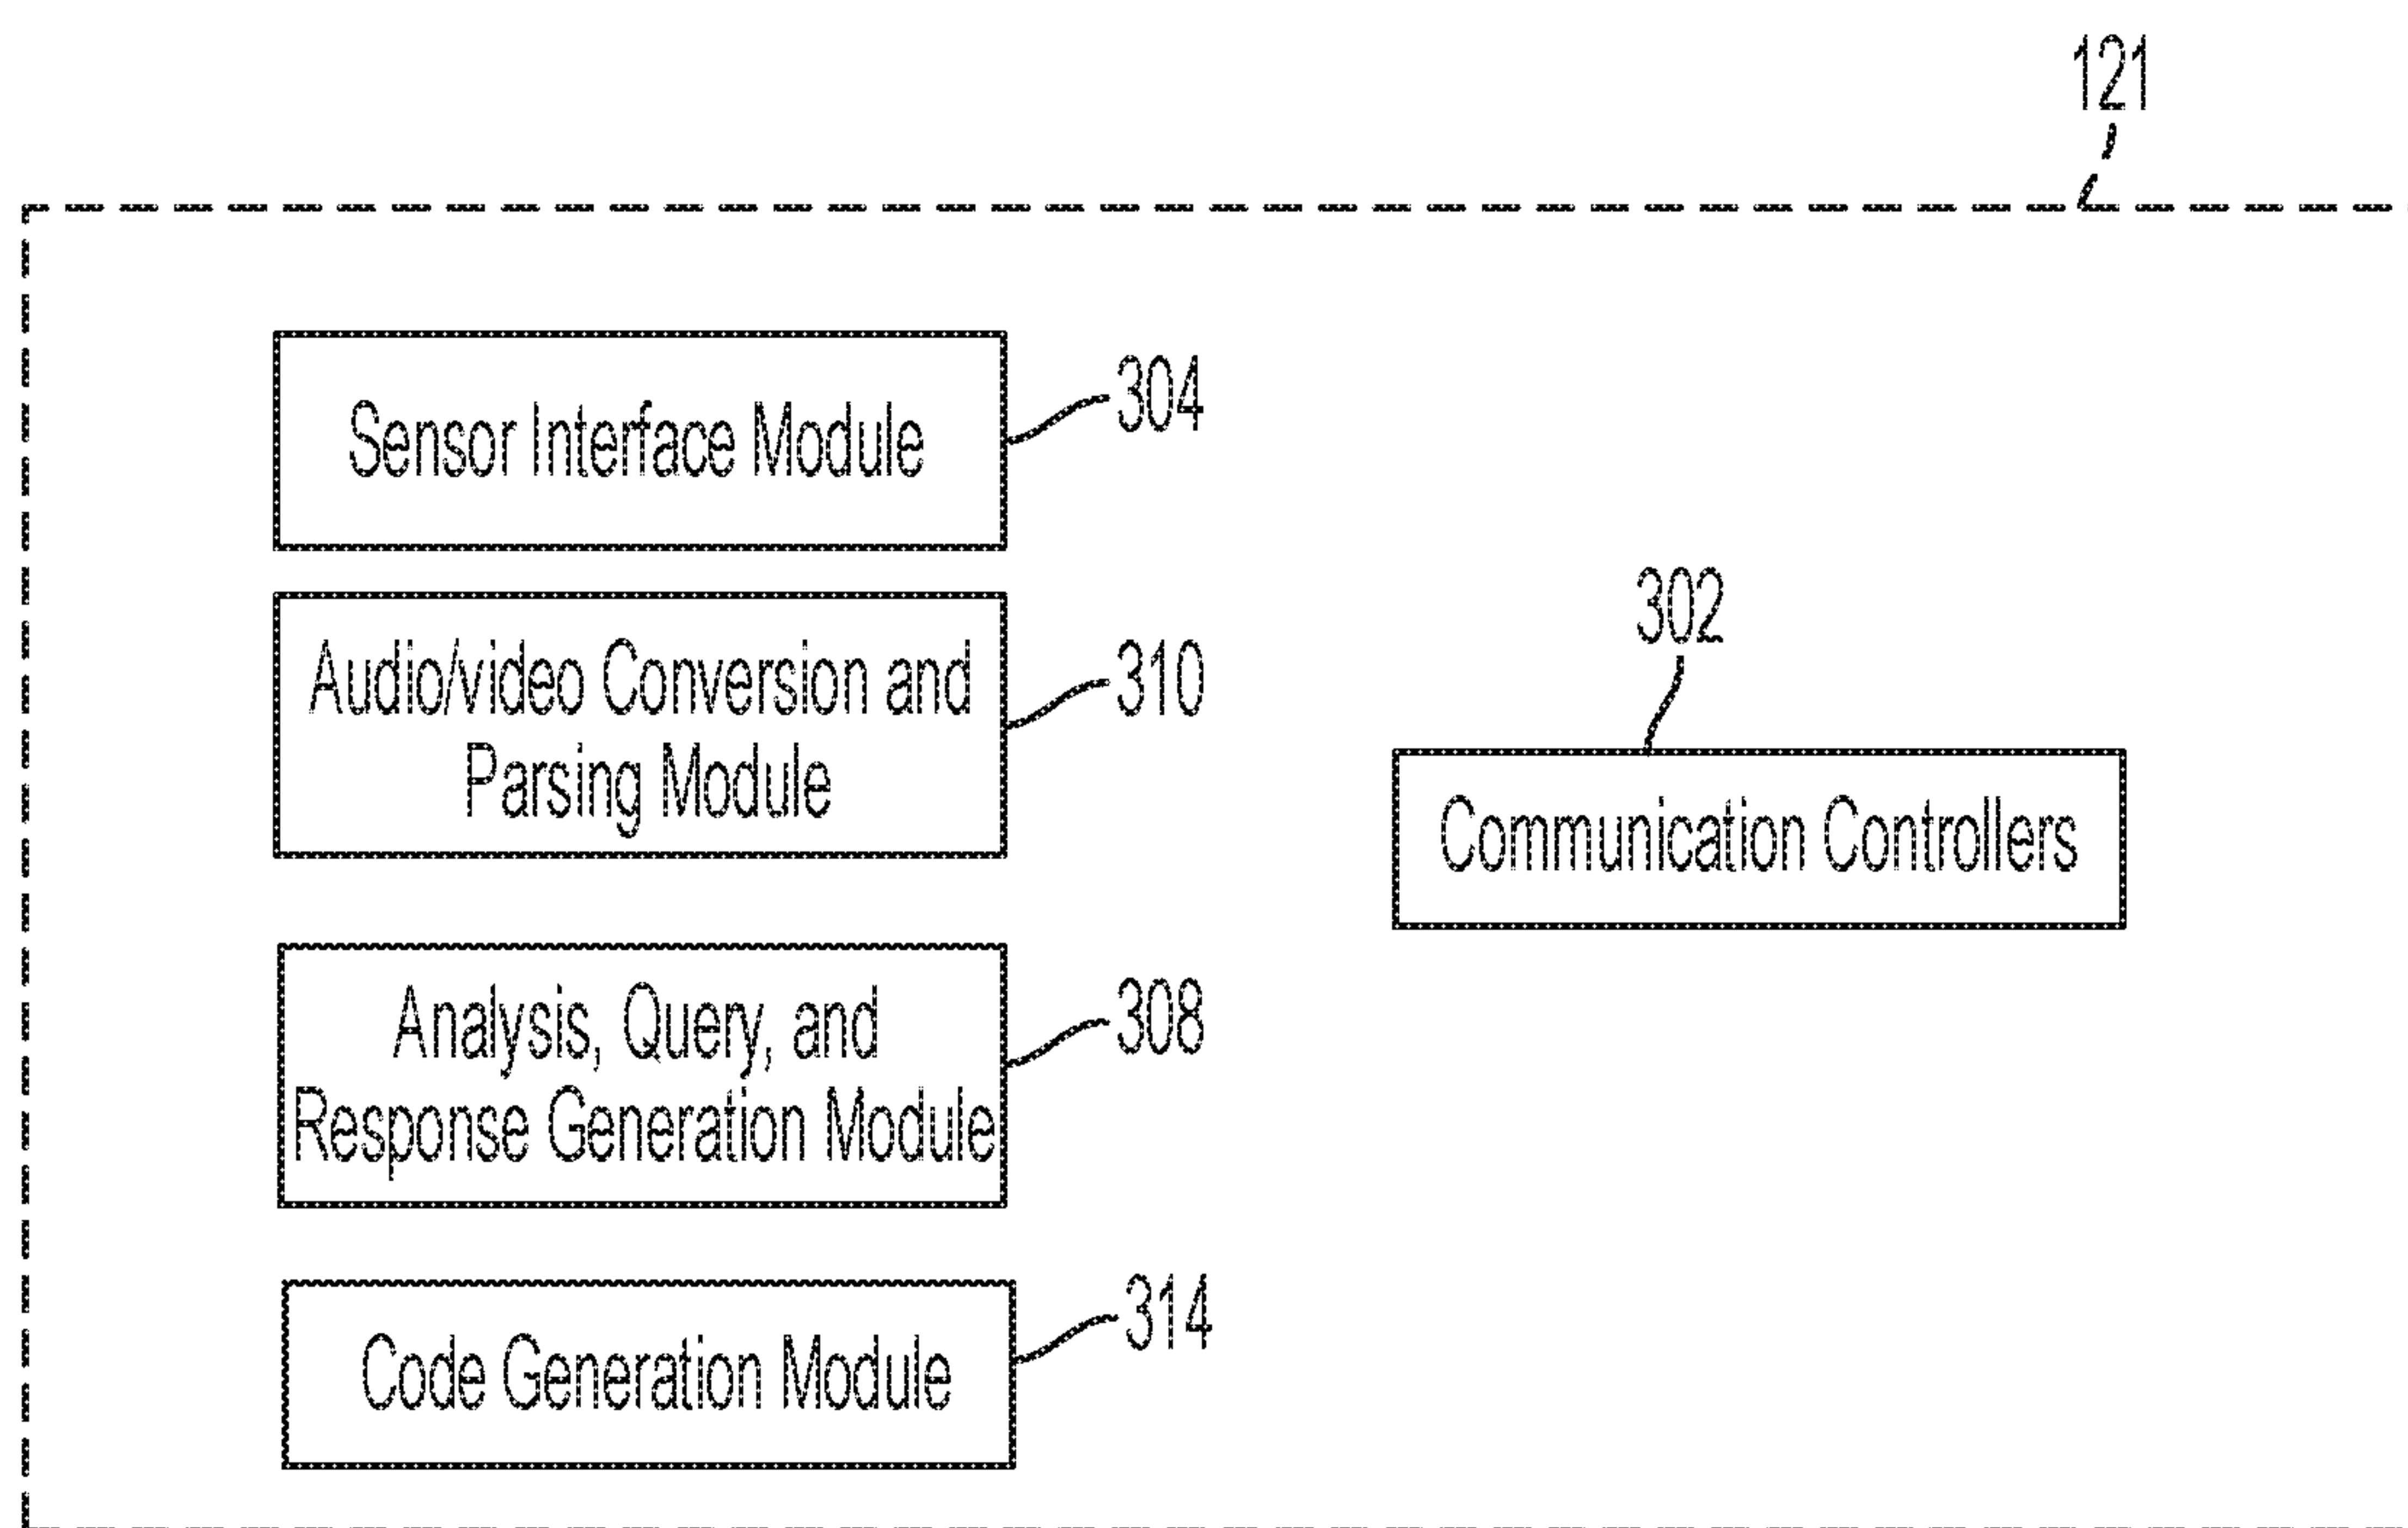 121
Sensor Interface Module
304
Audio/video Conversion and
Parsing Module
310
302
Communication Controllers
Analysis, Query, and
Response Generation Module
308
Code Generation Module
314